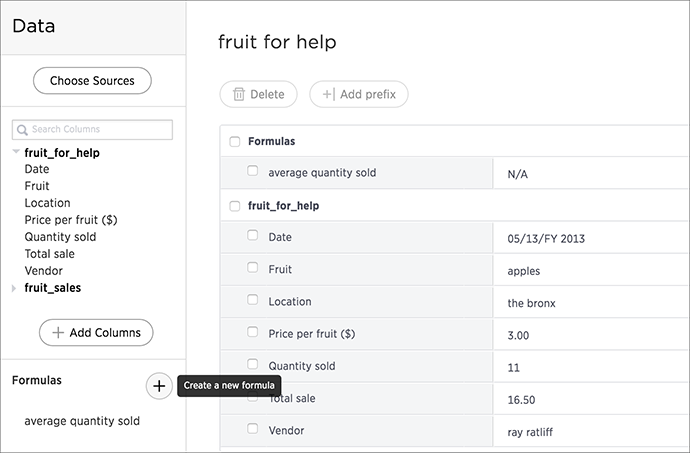 Data
Choose Sources
Search Columns
fruit_for_help
Date
Fruit
Location
Price per fruit ($)
Quantity sold
Total sale
Vendor
fruit_sales
Add Columns
Formulas
Create a new formula
average quantity sold
fruit for help
Delete Add prefix
Formulas
average quantity sold N/A
fruit_for_help
Date 05/13/FY 2013
Fruit apples
Location the bronx
Price per fruit ($) 3.00
Quantity sold 11
Total sale 16.50
Vendor ray ratliff